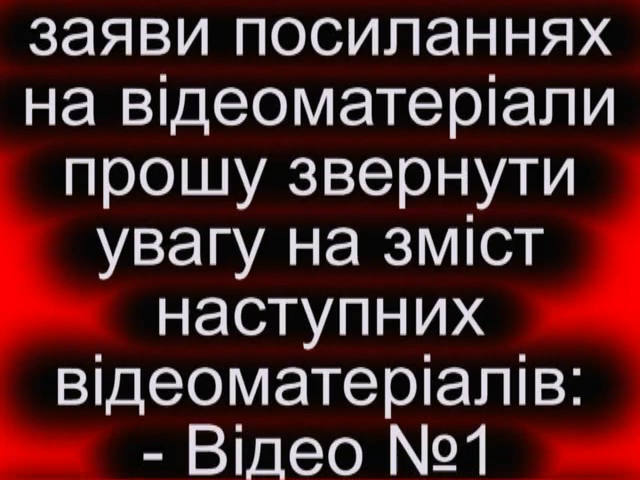 заяви посиланнях
на відеоматеріали
прошу звернути
увагу на зміст
наступних
відеоматеріалів:
- Відео №1